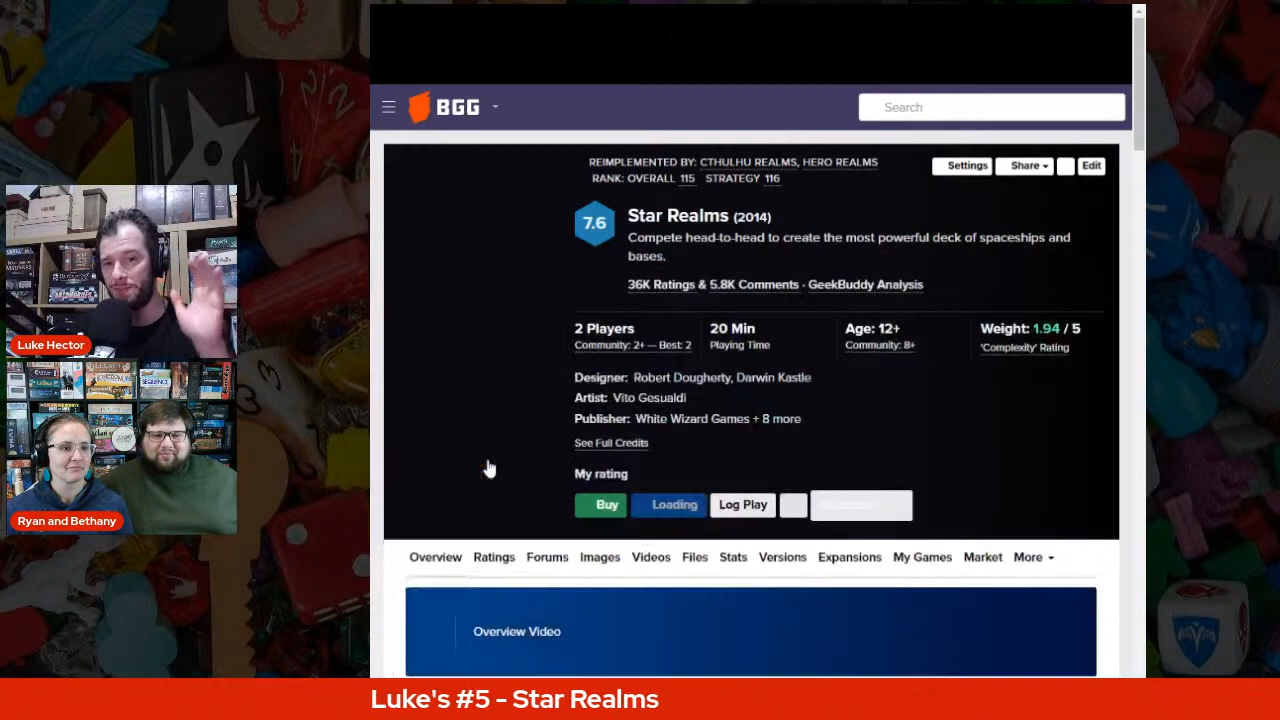 BGG
Search
REIMPLEMENTED BY: CTHULHU REALMS, HERO REALMS
RANK: OVERALL 115 STRATEGY 116
Settings
Share
Edit
7.6
Star Realms (2014)
Compete head-to-head to create the most powerful deck of spaceships and
bases.
36K Ratings & 5.8K Comments · GeekBuddy Analysis
2 Players
Community: 2+ — Best: 2
20 Min
Playing Time
Age: 12+
Community: 8+
Weight: 1.94 / 5
'Complexity' Rating
Designer: Robert Dougherty, Darwin Kastle
Artist: Vito Gesualdi
Publisher: White Wizard Games + 8 more
See Full Credits
My rating
Buy
Loading
Log Play
Overview Ratings Forums Images Videos Files Stats Versions Expansions My Games Market More
Overview Video
Luke Hector
SEQUENCE
Ryan and Bethany
Luke's #5 - Star Realms